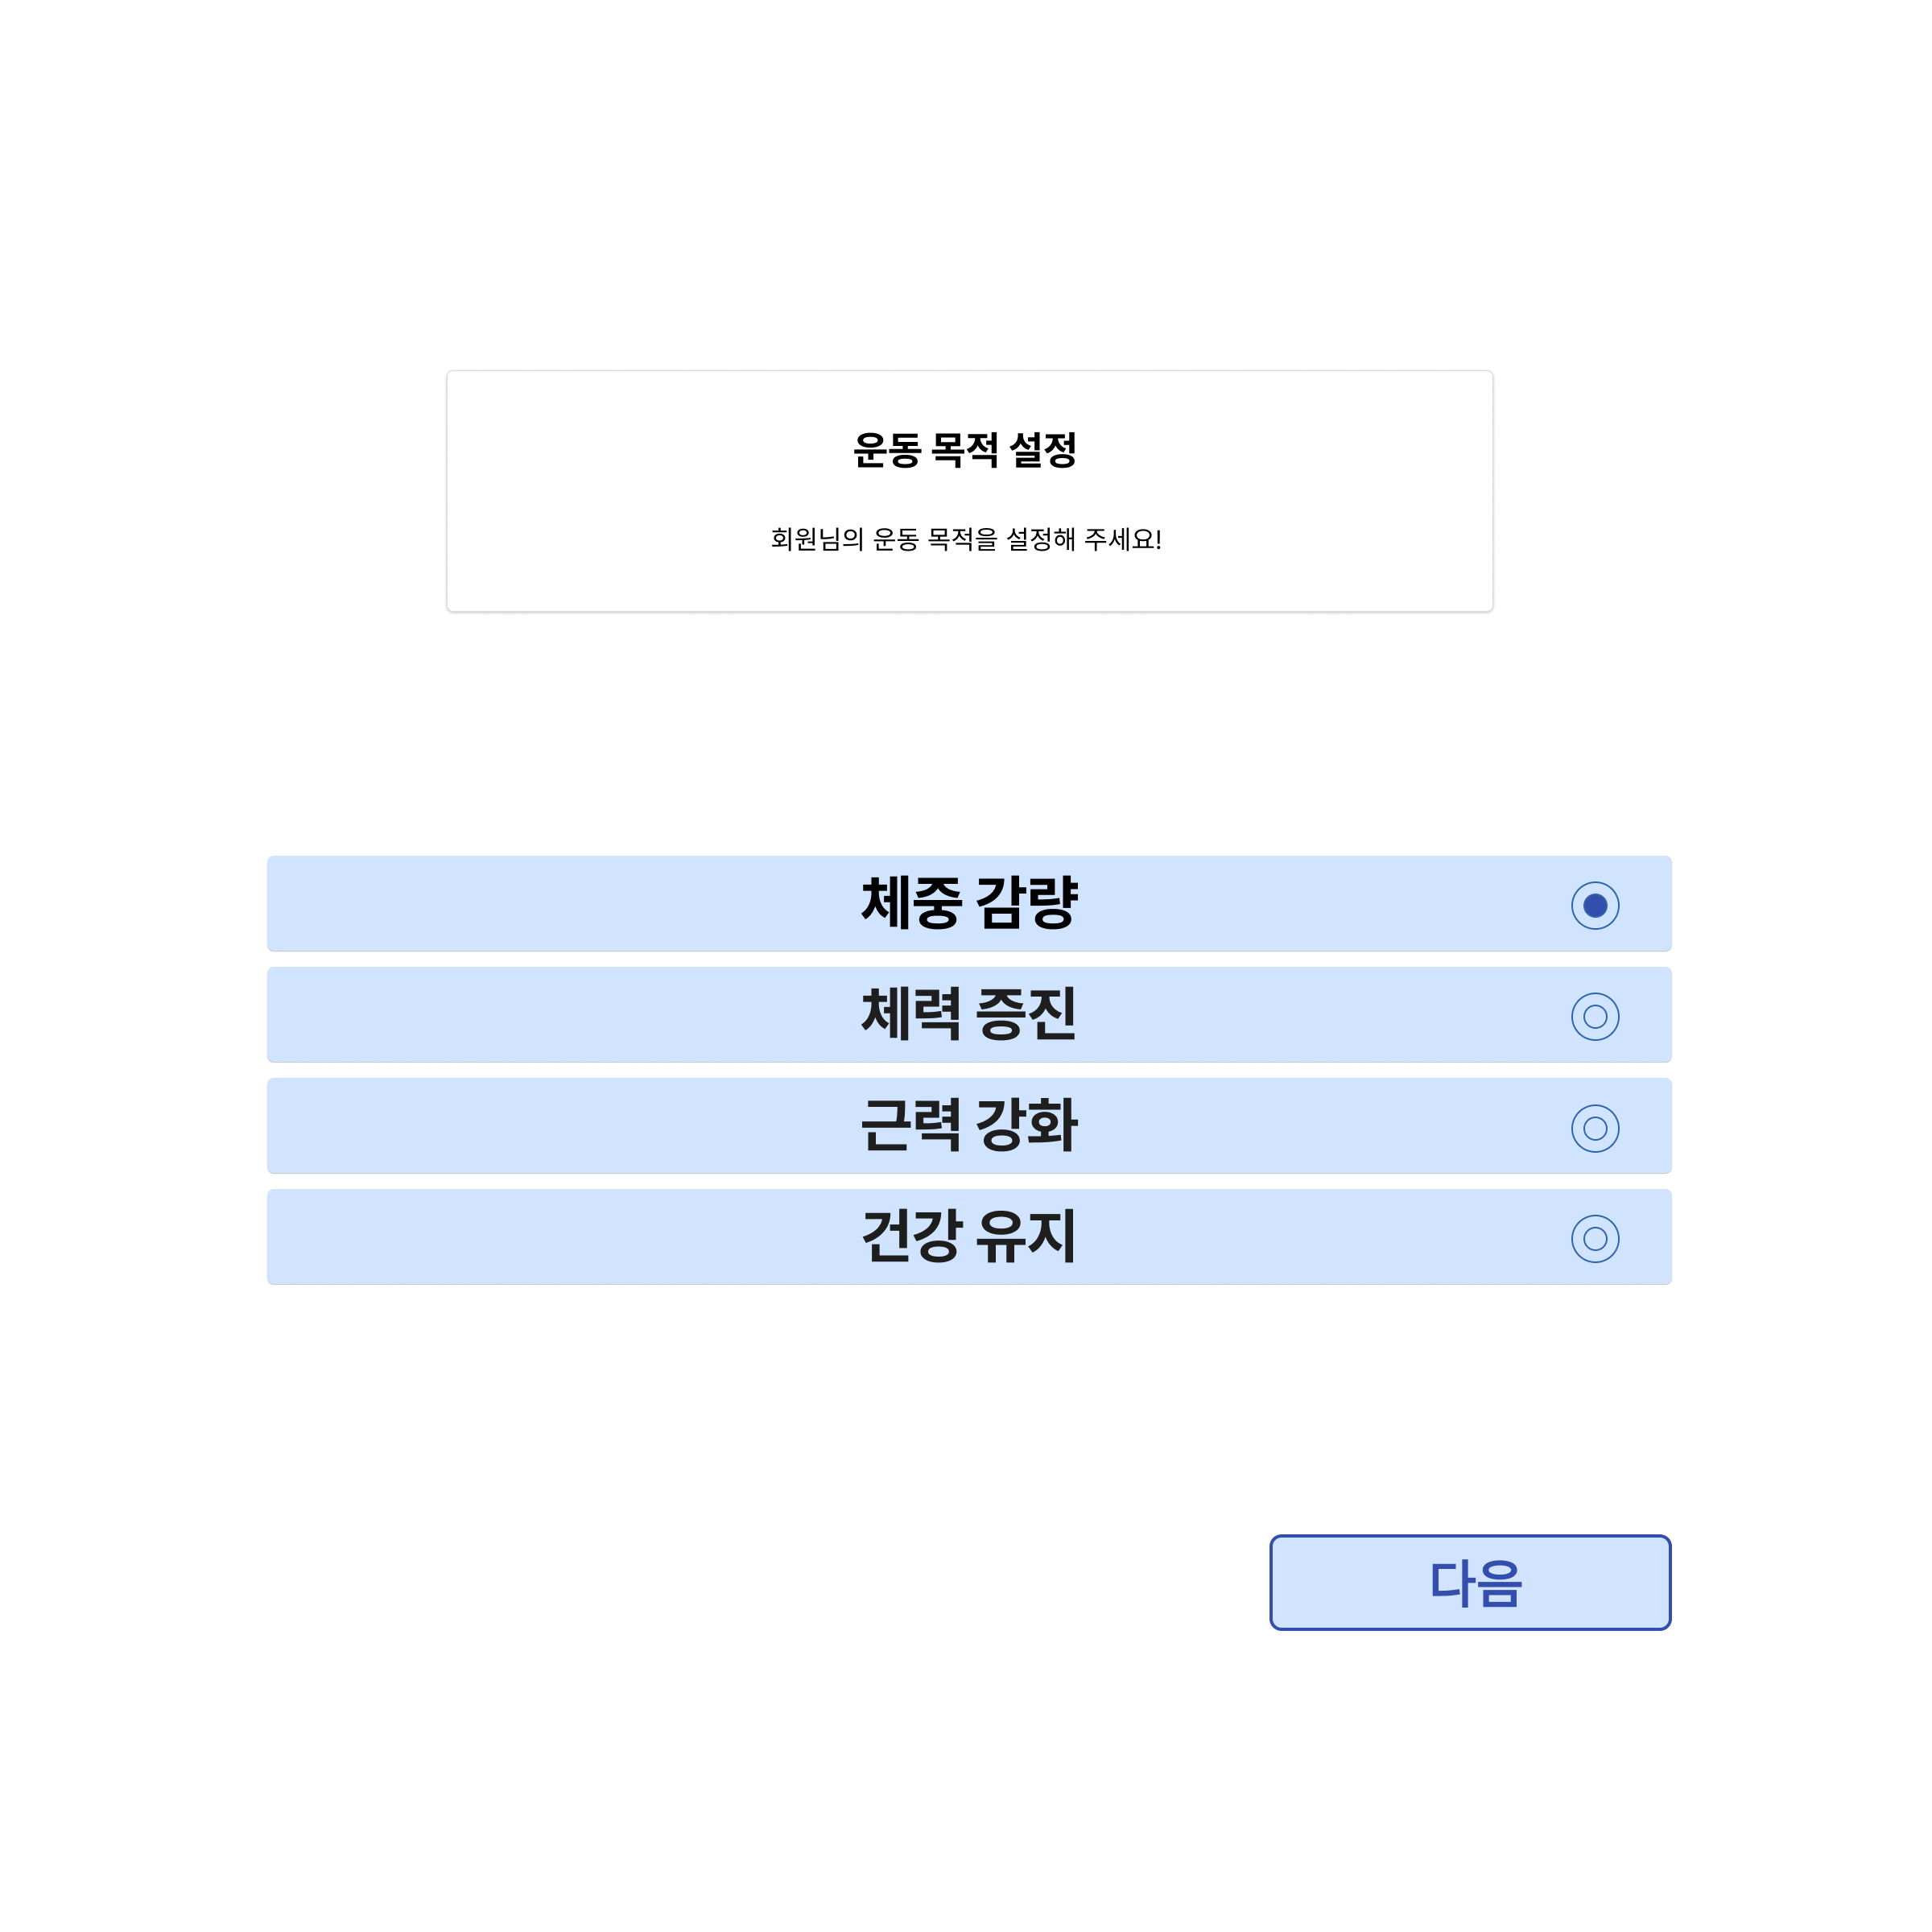 운동 목적 설정
회원님의 운동 목적을 설정해 주세요!
체중 감량
체력 증진
근력 강화
건강 유지
다음